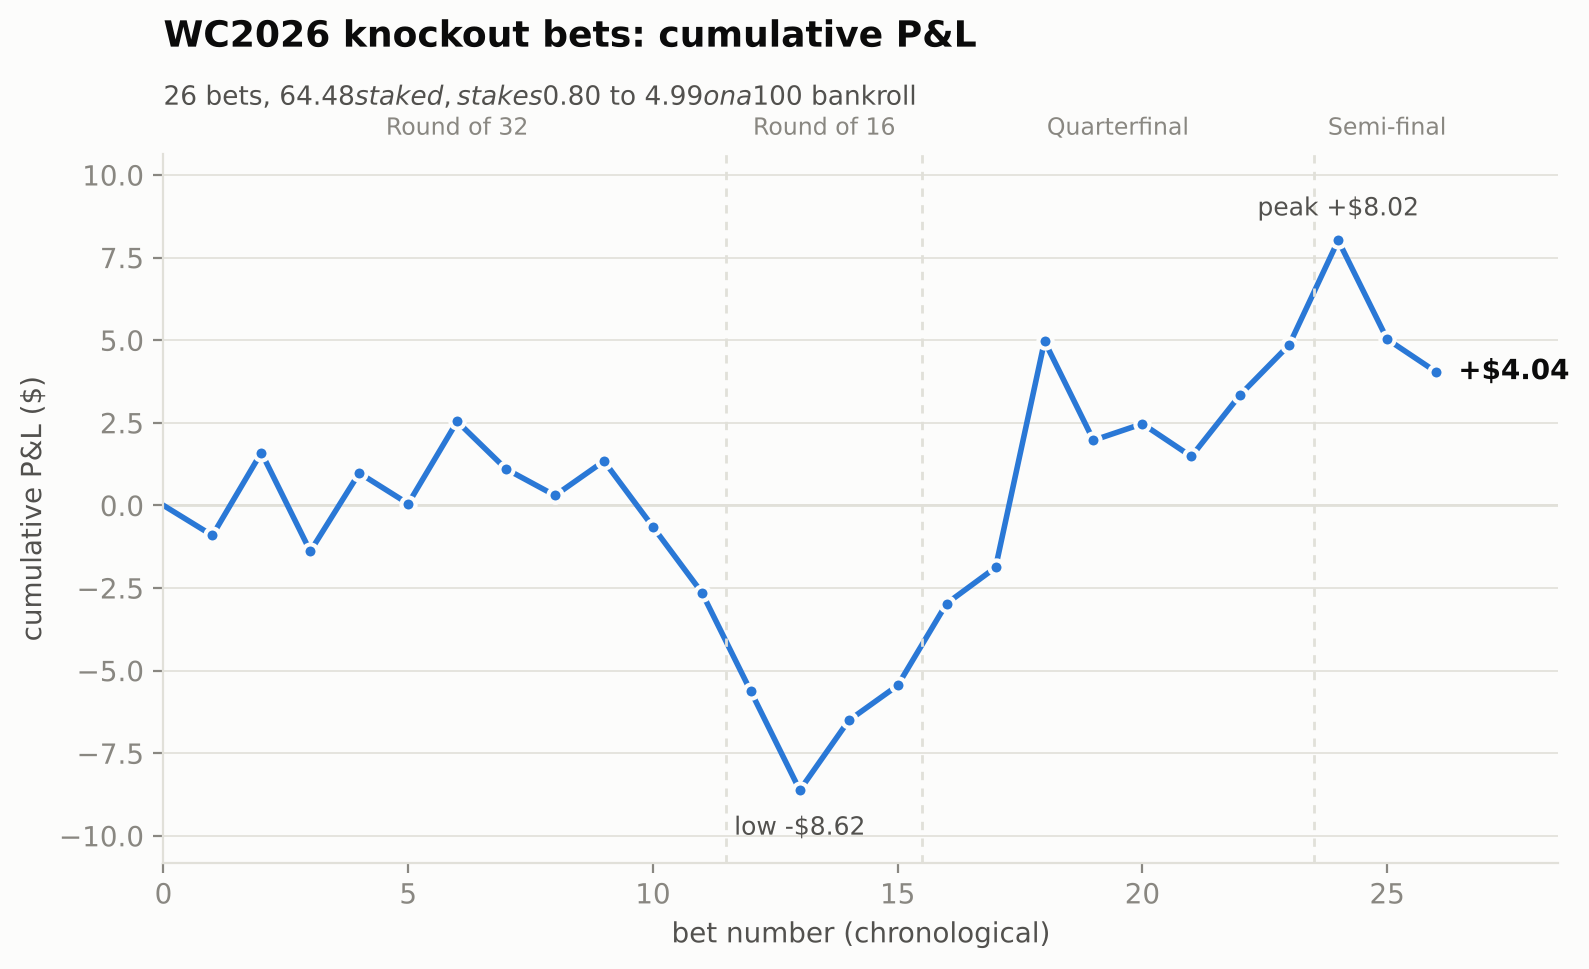 WC2026 knockout bets: cumulative P&L
26 bets, 64.48staked, stakes0.80 to 4.99ona100 bankroll
Round of 32 Round of 16 Quarterfinal Semi-final
10.0
peak +$8.02
7.5
5.0
+$4.04
2.5
0.0
−2.5
−5.0
−7.5
low -$8.62
−10.0
cumulative P&L ($)
0 5 10 15 20 25
bet number (chronological)